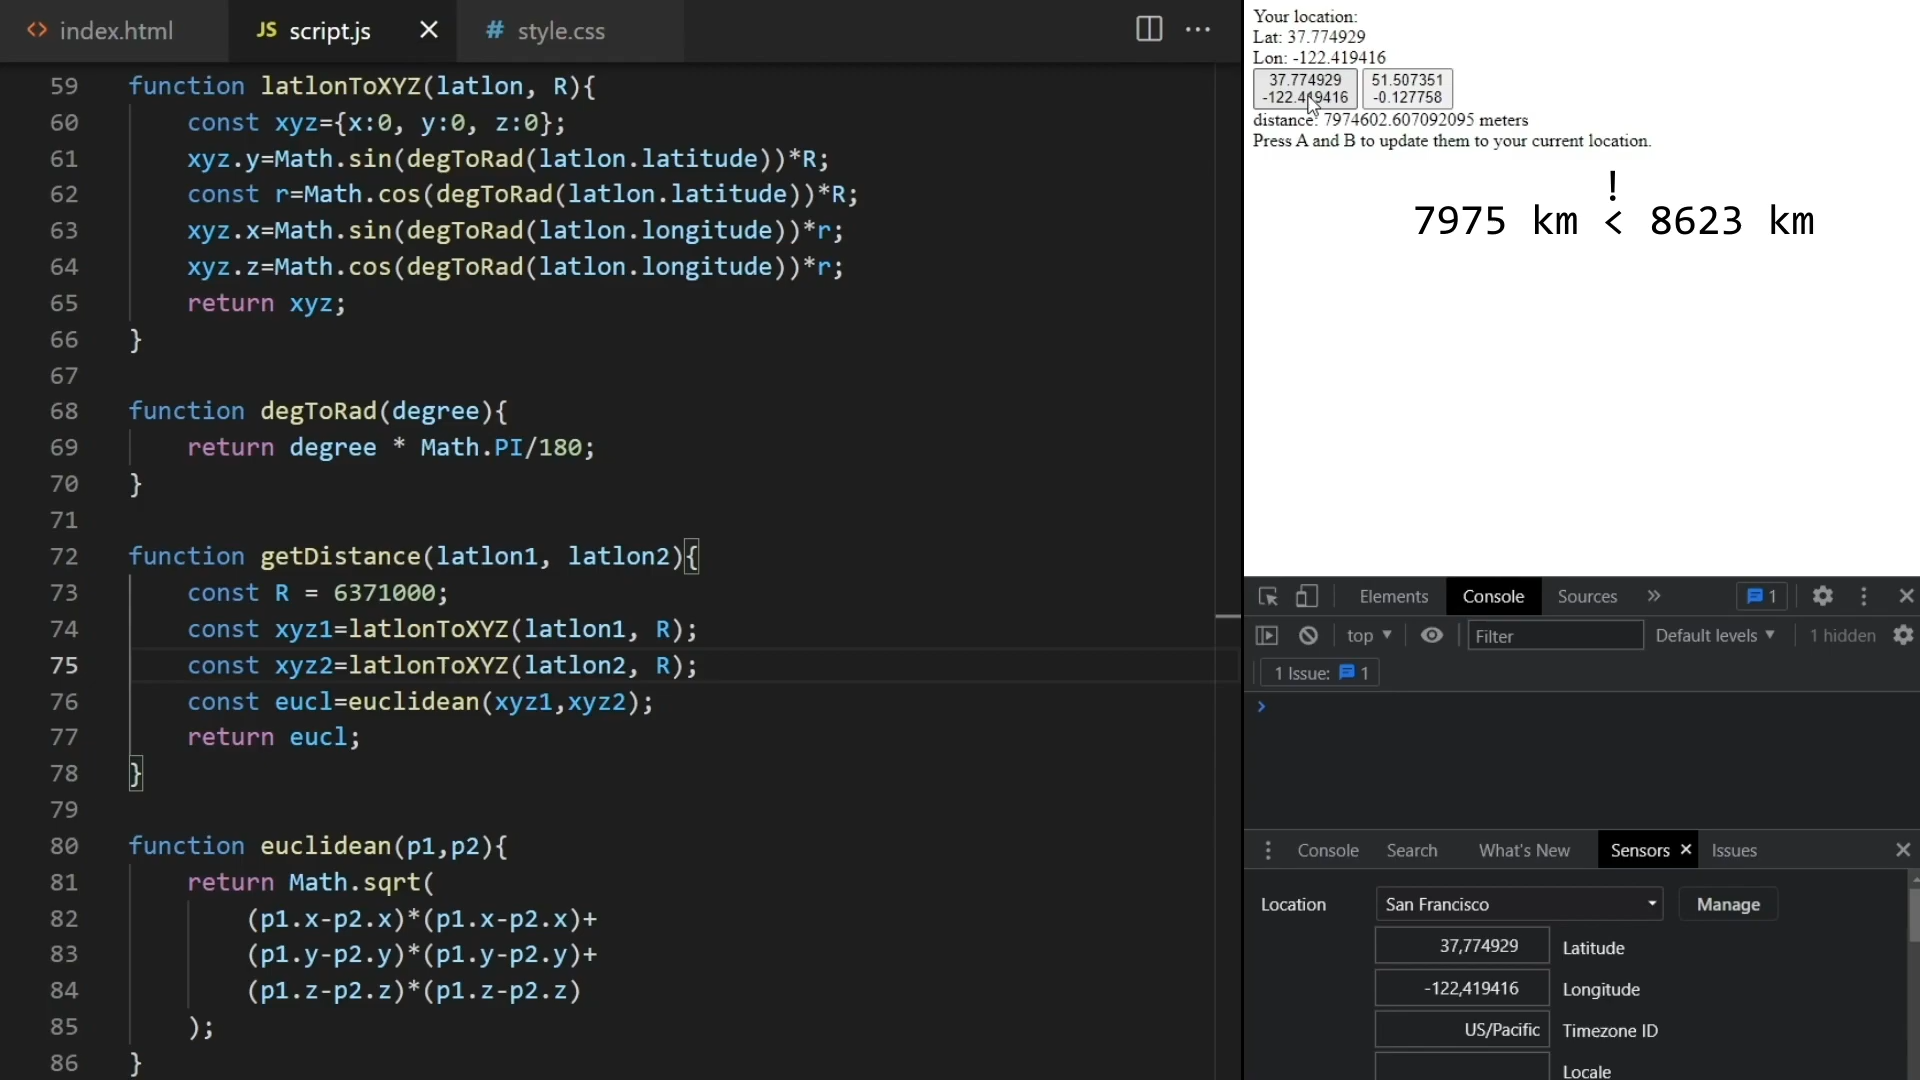 index.html
JS script.js
# style.css
59 function latlonToXYZ(latlon, R){
60 const xyz={x:0, y:0, z:0};
61 xyz.y=Math.sin(degToRad(latlon.latitude))*R;
62 const r=Math.cos(degToRad(latlon.latitude))*R;
63 xyz.x=Math.sin(degToRad(latlon.longitude))*r;
64 xyz.z=Math.cos(degToRad(latlon.longitude))*r;
65 return xyz;
66 }
67
68 function degToRad(degree){
69 return degree * Math.PI/180;
70 }
71
72 function getDistance(latlon1, latlon2){
73 const R = 6371000;
74 const xyz1=latlonToXYZ(latlon1, R);
75 const xyz2=latlonToXYZ(latlon2, R);
76 const eucl=euclidean(xyz1,xyz2);
77 return eucl;
78 }
79
80 function euclidean(p1,p2){
81 return Math.sqrt(
82 (p1.x-p2.x)*(p1.x-p2.x)+
83 (p1.y-p2.y)*(p1.y-p2.y)+
84 (p1.z-p2.z)*(p1.z-p2.z)
85 );
86 }
Your location:
Lat: 37.774929
Lon: -122.419416
37.774929 51.507351
-122.419416 -0.127758
distance: 7974602.607092095 meters
Press A and B to update them to your current location.
!
7975 km < 8623 km
Elements Console Sources » 1
top Filter Default levels 1 hidden
1 Issue: 1
Console Search What's New Sensors Issues
Location San Francisco Manage
37,774929 Latitude
-122,419416 Longitude
US/Pacific Timezone ID
Locale